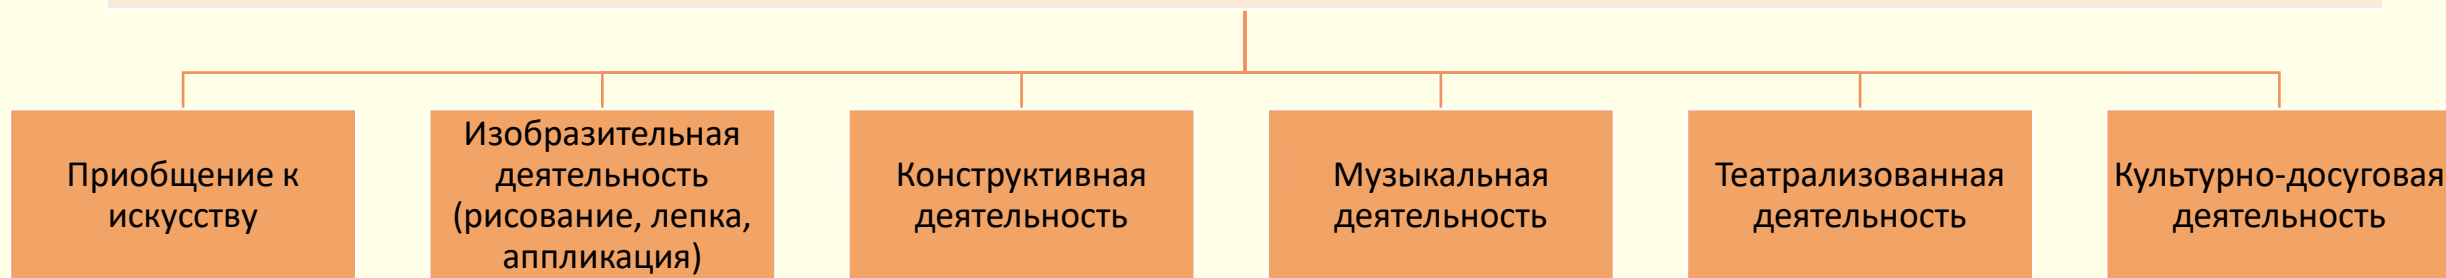 Приобщение к
искусству
Изобразительная
деятельность
(рисование, лепка,
аппликация)
Конструктивная
деятельность
Музыкальная
деятельность
Театрализованная
деятельность
Культурно-досуговая
деятельность